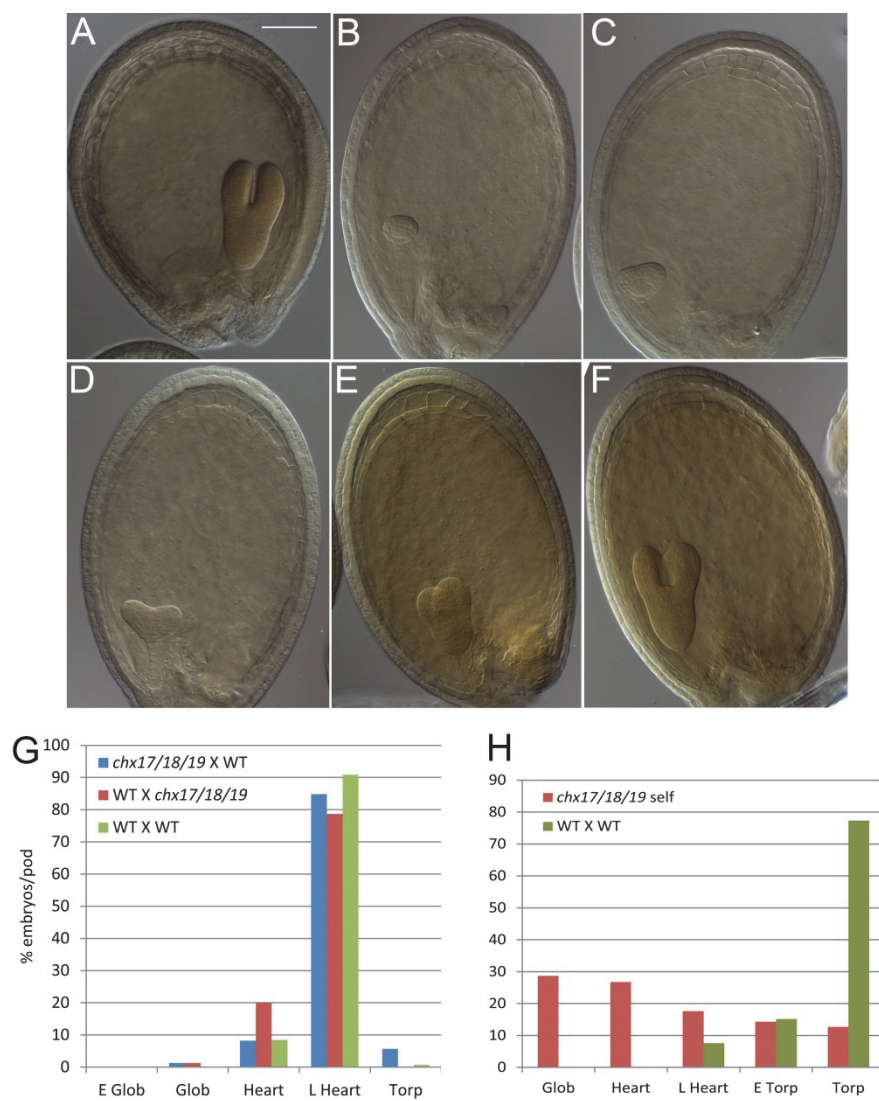 A
B
C
D
E
F
G
100
90
80
70
60
50
40
30
20
10
0
% embryos/pod
chx17/18/19 X WT
WT X chx17/18/19
WT X WT
E Glob Glob Heart L Heart Torp
H
90
80
70
60
50
40
30
20
10
0
chx17/18/19 self
WT X WT
Glob Heart L Heart E Torp Torp